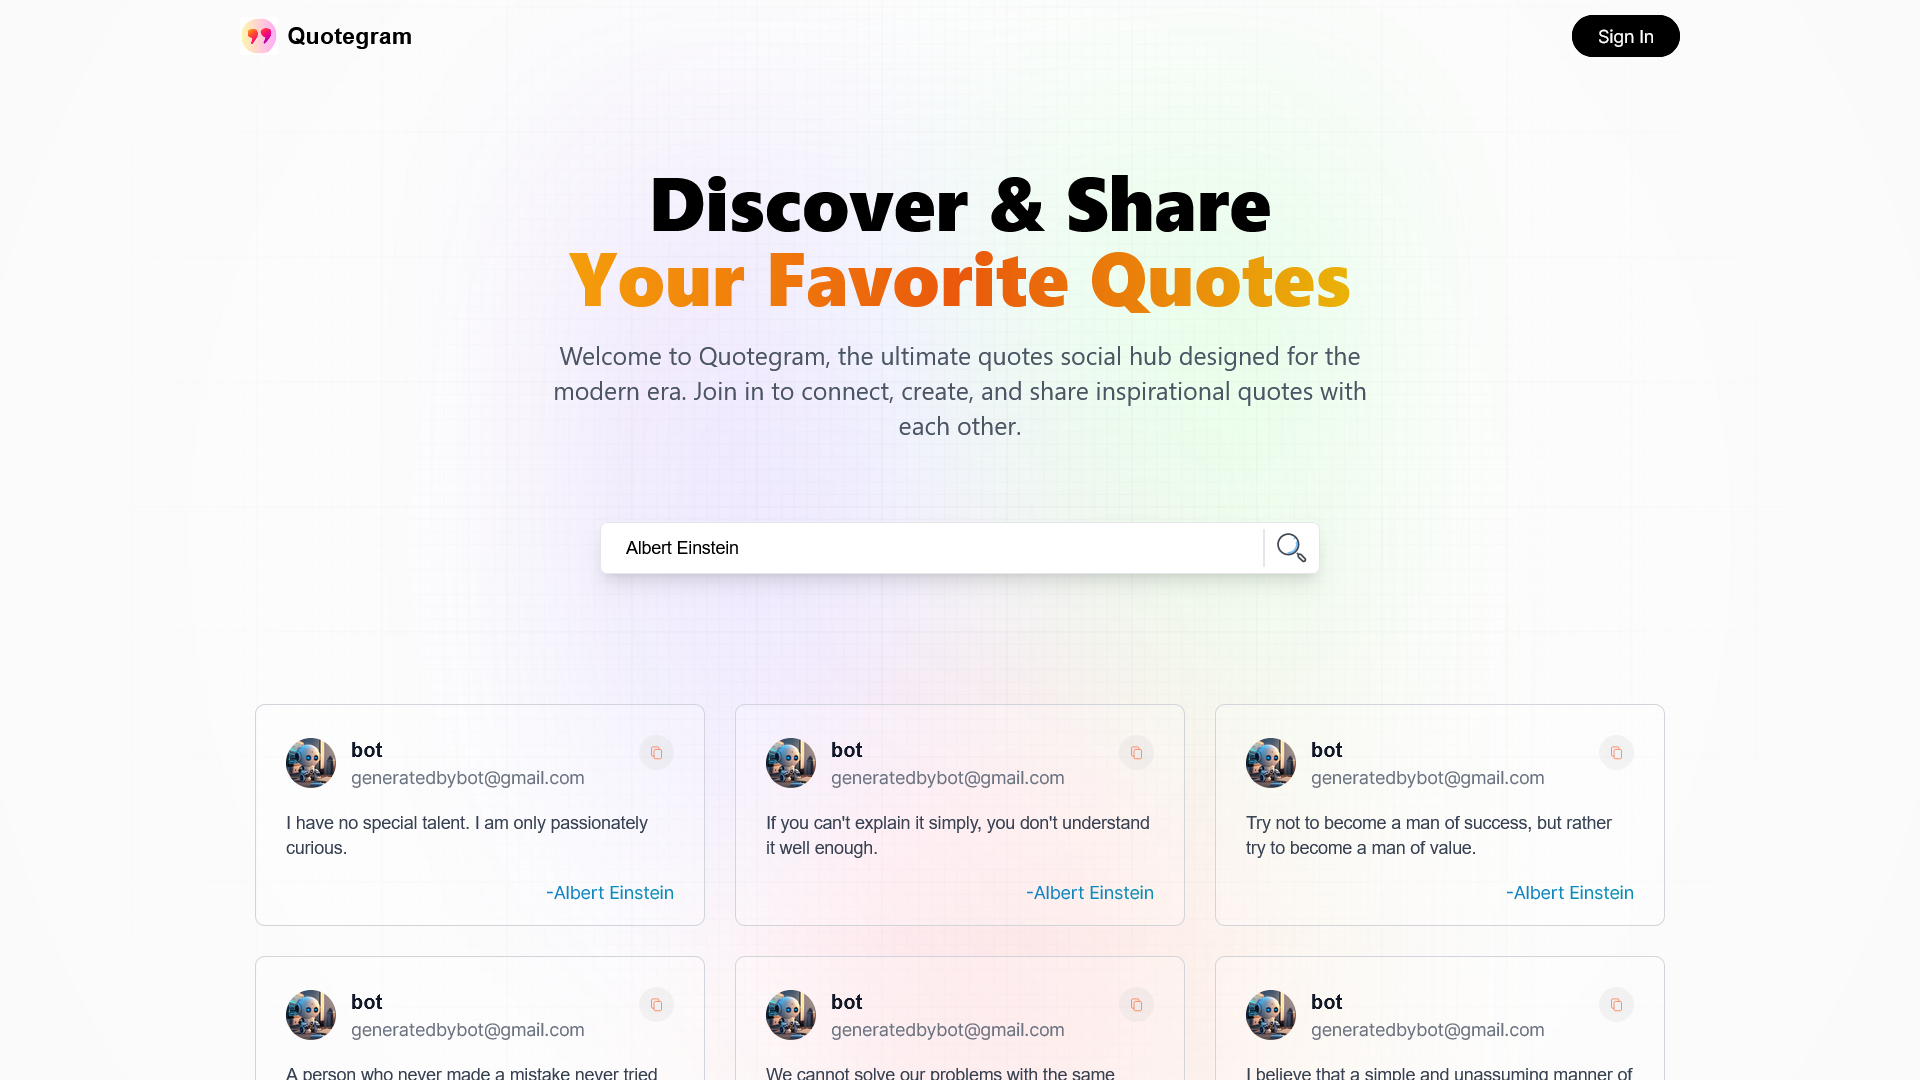 Quotegram
Sign In
Discover & Share
Your Favorite Quotes
Welcome to Quotegram, the ultimate quotes social hub designed for the
modern era. Join in to connect, create, and share inspirational quotes with
each other.
Albert Einstein
bot
generatedbybot@gmail.com
I have no special talent. I am only passionately
curious.
-Albert Einstein
bot
generatedbybot@gmail.com
If you can't explain it simply, you don't understand
it well enough.
-Albert Einstein
bot
generatedbybot@gmail.com
Try not to become a man of success, but rather
try to become a man of value.
-Albert Einstein
bot
generatedbybot@gmail.com
A person who never made a mistake never tried
bot
generatedbybot@gmail.com
We cannot solve our problems with the same
bot
generatedbybot@gmail.com
I believe that a simple and unassuming manner of